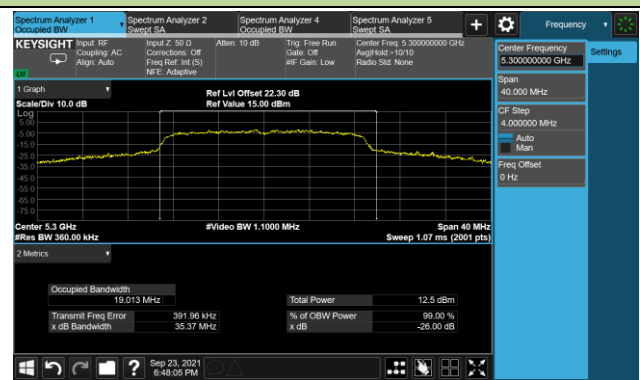 Spectrum Analyzer 1
Occupied BW
Spectrum Analyzer 2
Swept SA
Spectrum Analyzer 4
Occupied BW
Spectrum Analyzer 5
Swept SA
+
Frequency
KEYSIGHT
Input: RF
Coupling: AC
Align: Auto
Input Z: 50 Ω
Corrections: Off
Freq Ref: Int (S)
NFE: Adaptive
Atten: 10 dB
Trig: Free Run
Gate: Off
#IF Gain: Low
Center Freq: 5.300000000 GHz
Avg|Hold:>10/10
Radio Std: None
Center Frequency
5.300000000 GHz
Settings
Span
40.000 MHz
CF Step
4.000000 MHz
Auto
Man
Freq Offset
0 Hz
1 Graph
Scale/Div 10.0 dB
Ref Lvl Offset 22.30 dB
Ref Value 15.00 dBm
Log
5.00
-5.00
-15.0
-25.0
-35.0
-45.0
-55.0
-65.0
-75.0
Center 5.3 GHz
#Res BW 360.00 kHz
#Video BW 1.1000 MHz
Span 40 MHz
Sweep 1.07 ms (2001 pts)
2 Metrics
Occupied Bandwidth
19.013 MHz
Total Power 12.5 dBm
Transmit Freq Error 391.96 kHz
% of OBW Power 99.00 %
x dB Bandwidth 35.37 MHz
x dB -26.00 dB
?
Sep 23, 2021
6:48:05 PM